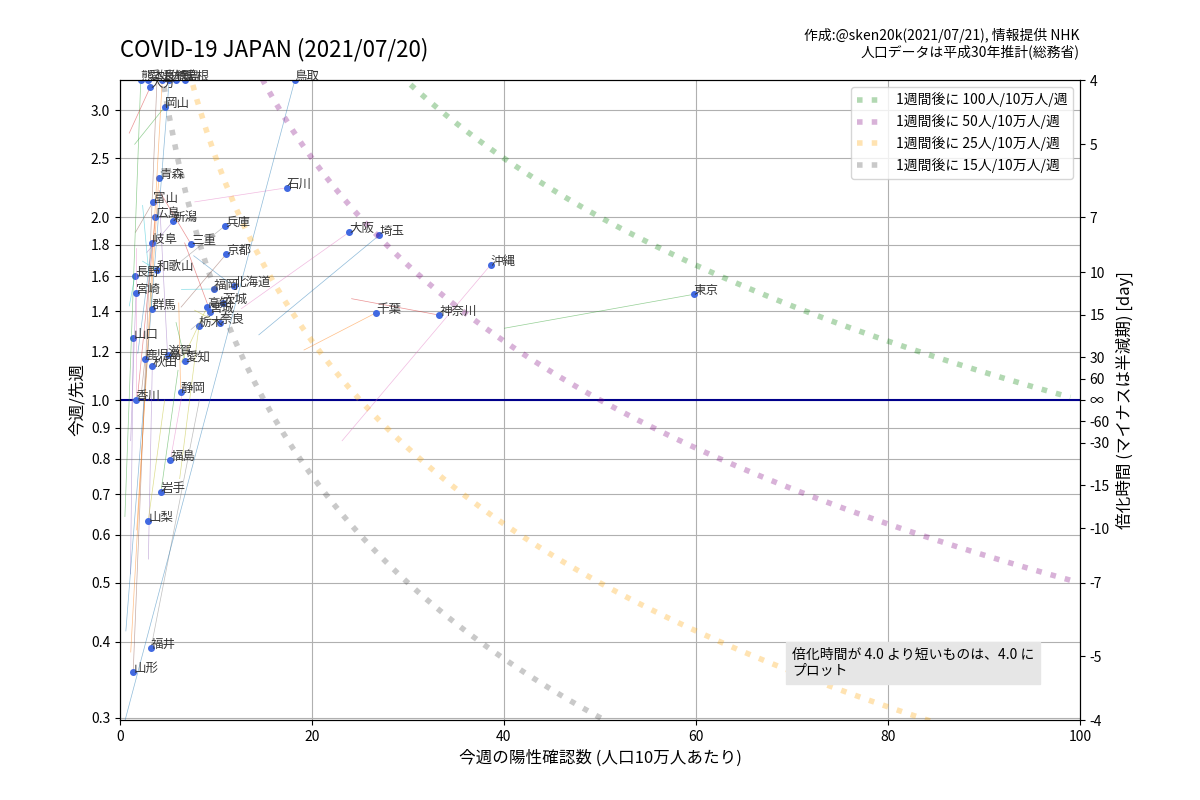 COVID-19 JAPAN (2021/07/20)
作成:@sken20k(2021/07/21), 情報提供 NHK
人口データは平成30年推計(総務省)
1週間後に 100人/10万人/週
1週間後に 50人/10万人/週
1週間後に 25人/10万人/週
1週間後に 15人/10万人/週
鳥取
岡山
青森
石川
富山
広島
新潟
兵庫
大阪
埼玉
岐阜
三重
京都
和歌山
沖縄
長野
福岡
北海道
宮崎
茨城
東京
群馬
宮城
千葉
神奈川
栃木
奈良
山口
滋賀
鹿児島
愛知
秋田
静岡
香川
福島
岩手
山梨
福井
山形
倍化時間が 4.0 より短いものは、4.0 に
プロット
今週/先週
3.0
2.5
2.0
1.8
1.6
1.4
1.2
1.0
0.9
0.8
0.7
0.6
0.5
0.4
0.3
4
5
7
10
15
30
60
∞
-60
-30
-15
-10
-7
-5
-4
倍化時間 (マイナスは半減期) [day]
0
20
40
60
80
100
今週の陽性確認数 (人口10万人あたり)